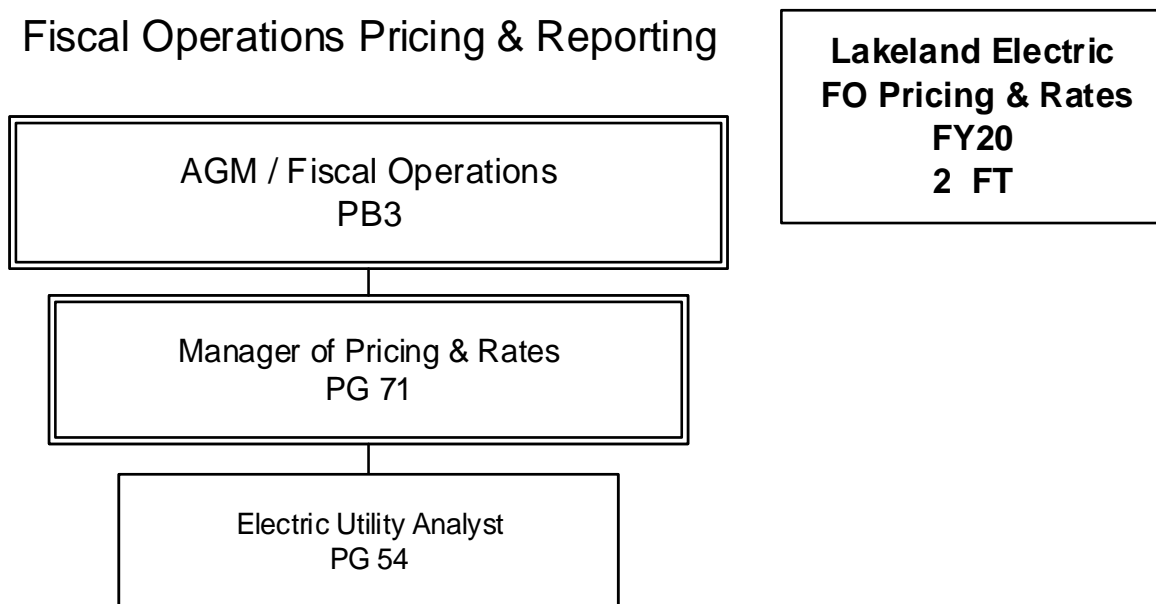 Fiscal Operations Pricing & Reporting
Lakeland Electric
FO Pricing & Rates
FY20
2 FT
AGM / Fiscal Operations
PB3
Manager of Pricing & Rates
PG 71
Electric Utility Analyst
PG 54